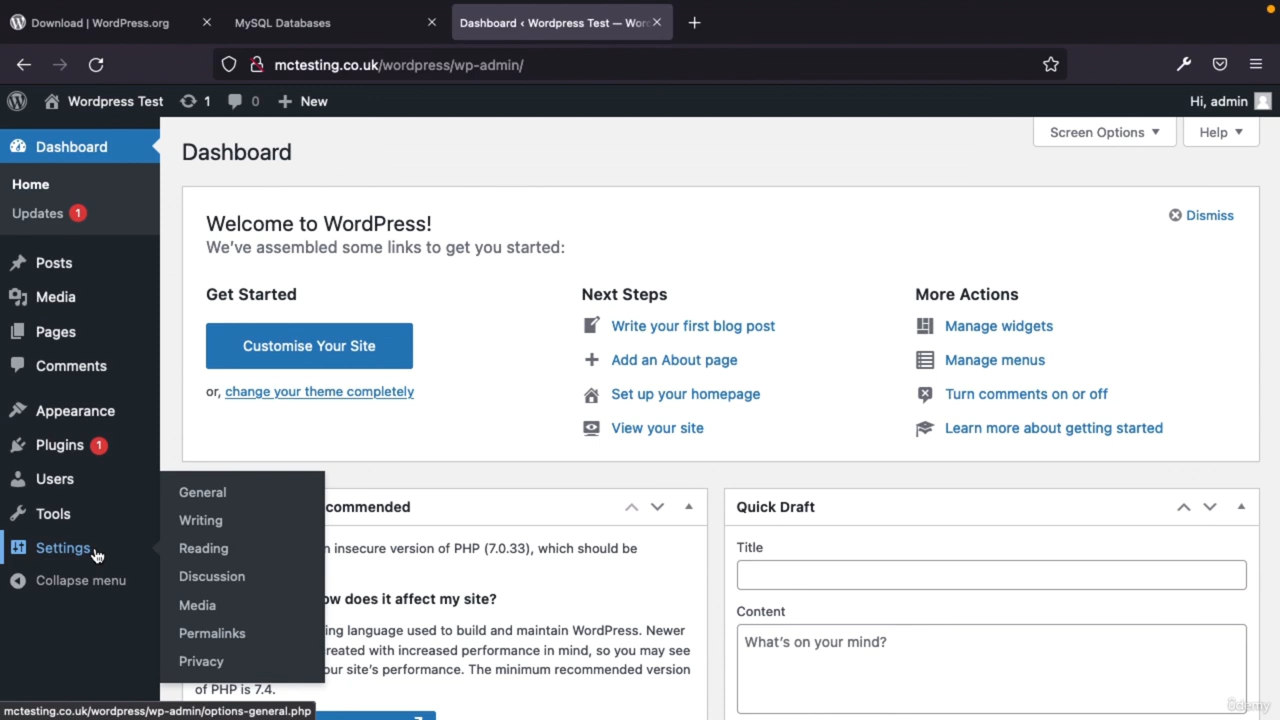 Download | WordPress.org
MySQL Databases
Dashboard ‹ Wordpress Test — Wor
mctesting.co.uk/wordpress/wp-admin/
Wordpress Test
1
0
New
Hi, admin
Dashboard
Home
Updates 1
Posts
Media
Pages
Comments
Appearance
Plugins 1
Users
Tools
Settings
Collapse menu
General
Writing
Reading
Discussion
Media
Permalinks
Privacy
Screen Options
Help
Dashboard
Welcome to WordPress!
We've assembled some links to get you started:
Dismiss
Get Started
Customise Your Site
or, change your theme completely
Next Steps
Write your first blog post
Add an About page
Set up your homepage
View your site
More Actions
Manage widgets
Manage menus
Turn comments on or off
Learn more about getting started
commended
insecure version of PHP (7.0.33), which should be
ow does it affect my site?
ing language used to build and maintain WordPress. Newer
reated with increased performance in mind, so you may see
our site's performance. The minimum recommended version
of PHP is 7.4.
Quick Draft
Title
Content
What's on your mind?
mctesting.co.uk/wordpress/wp-admin/options-general.php
Udemy